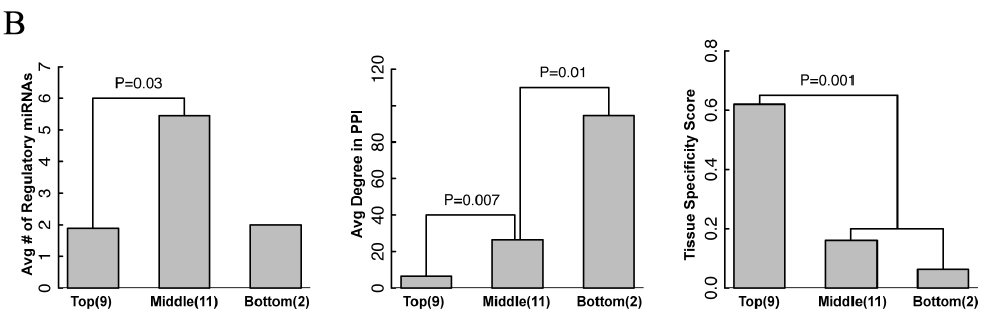 B
Avg # of Regulatory miRNAs
7
6
5
4
3
2
1
0
P=0.03
Top(9) Middle(11) Bottom(2)
Avg Degree in PPI
120
80
60
40
20
0
P=0.007
P=0.01
Top(9) Middle(11) Bottom(2)
Tissue Specificity Score
0.8
0.6
0.4
0.2
0.0
P=0.001
Top(9) Middle(11) Bottom(2)